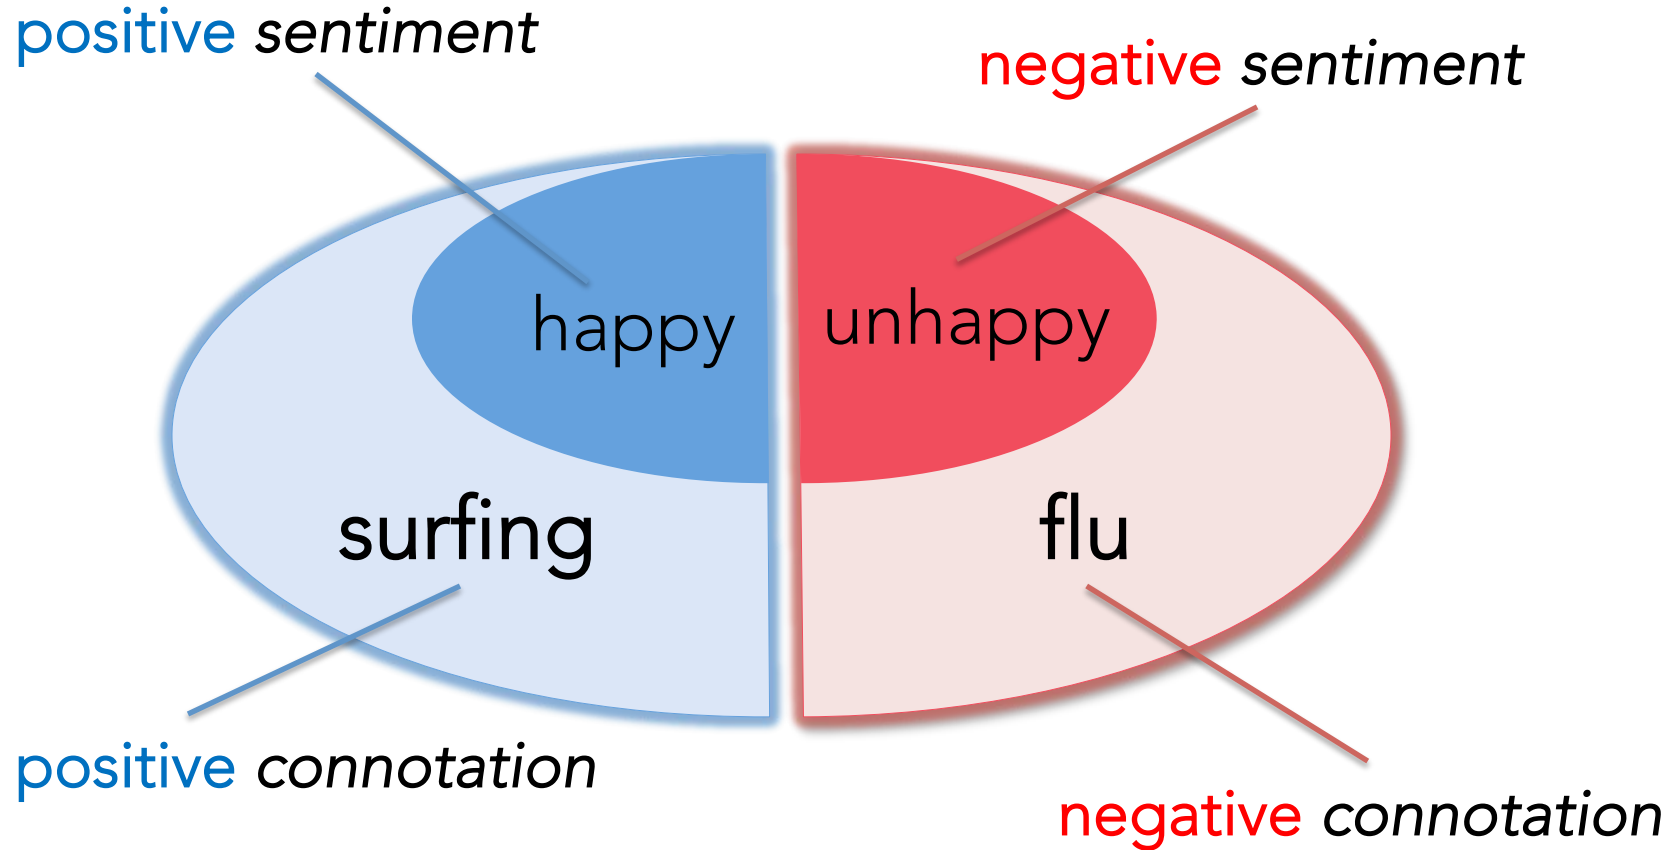 positive sentiment
negative sentiment
happy
unhappy
surfing
flu
positive connotation
negative connotation